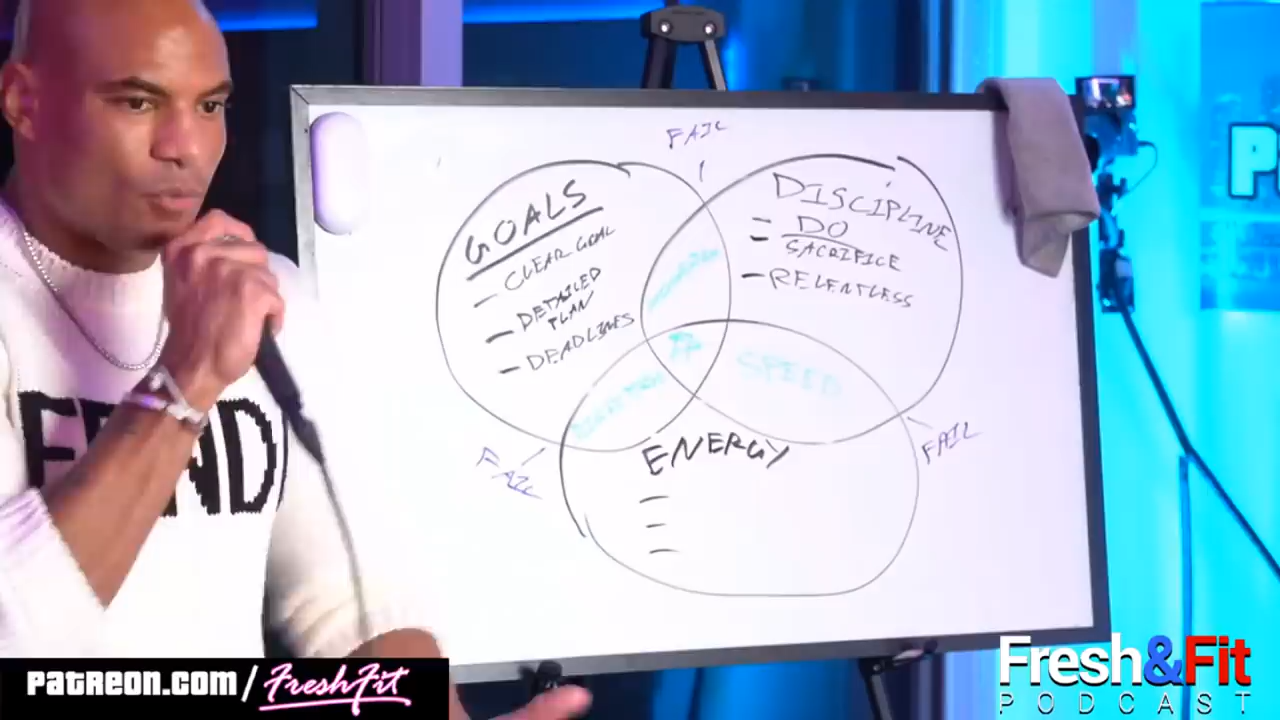 FAIL
GOALS
- CLEAR GOAL
- DETAILED
PLAN
- DEADLINES
DISCIPLINE
- DO
- SACRIFICE
- RELENTLESS
SPEED
ENERGY
-
-
-
FAIL
FAIL
PATREON.COM/FreshFit
Fresh&Fit
PODCAST